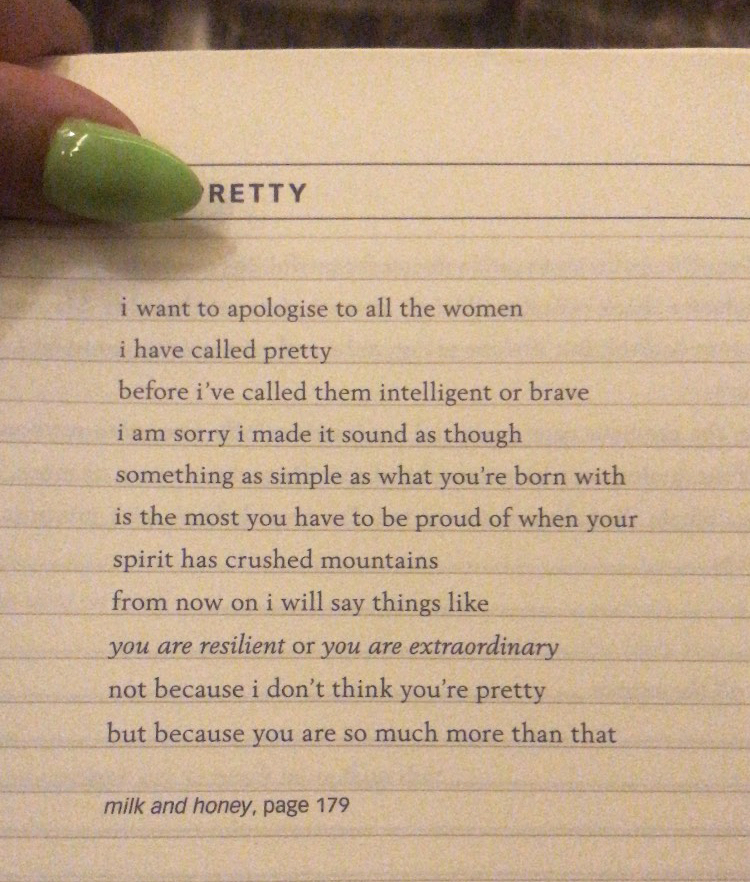 RETTY
i want to apologise to all the women
i have called pretty
before i've called them intelligent or brave
i am sorry i made it sound as though
something as simple as what you're born with
is the most you have to be proud of when your
spirit has crushed mountains
from now on i will say things like
you are resilient or you are extraordinary
not because i don't think you're pretty
but because you are so much more than that
milk and honey, page 179